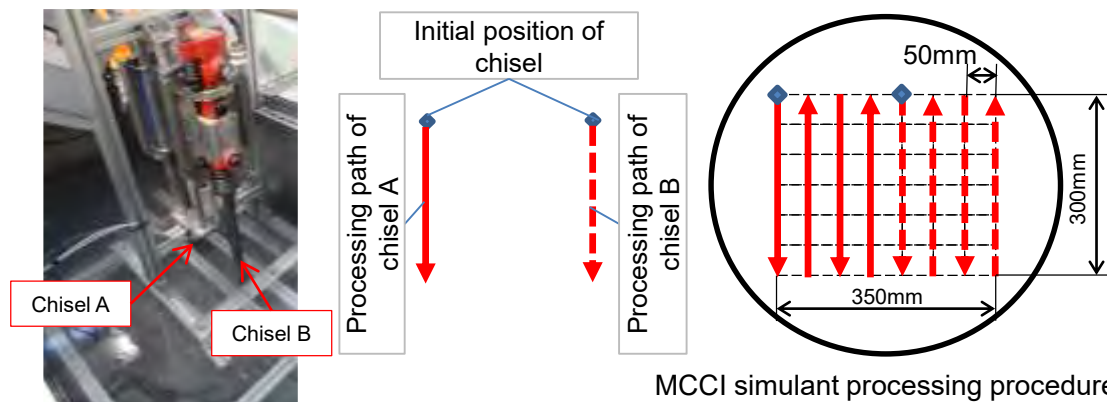 Chisel A
Chisel B
Initial position of
chisel
Processing path of
chisel A
Processing path of
chisel B
50mm
300mm
350mm
MCCI simulant processing procedure